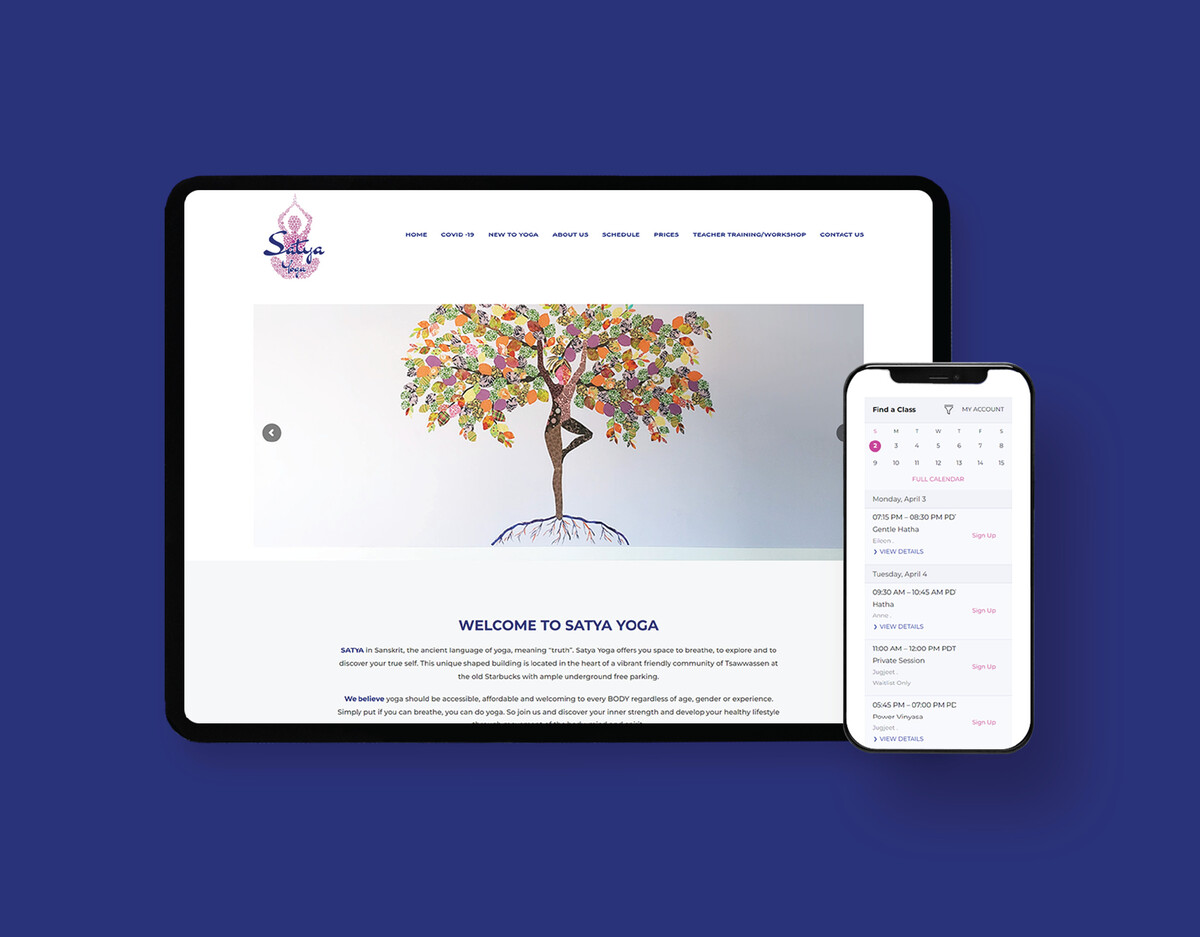 Satya
Yoga
HOME COVID -19 NEW TO YOGA ABOUT US SCHEDULE PRICES TEACHER TRAINING/WORKSHOP CONTACT US
WELCOME TO SATYA YOGA
SATYA in Sanskrit, the ancient language of yoga, meaning “truth”. Satya Yoga offers you space to breathe, to explore and to
discover your true self. This unique shaped building is located in the heart of a vibrant friendly community of Tsawwassen at
the old Starbucks with ample underground free parking.
We believe yoga should be accessible, affordable and welcoming to every BODY regardless of age, gender or experience.
Simply put if you can breathe, you can do yoga. So join us and discover your inner strength and develop your healthy lifestyle
through movement of the body, mind and spirit.
Find a Class MY ACCOUNT
S M T W T F S
2 3 4 5 6 7 8
9 10 11 12 13 14 15
FULL CALENDAR
Monday, April 3
07:15 PM – 08:30 PM PD
Gentle Hatha
Sign Up
Eileen .
❯ VIEW DETAILS
Tuesday, April 4
09:30 AM – 10:45 AM PD
Hatha
Sign Up
Anne .
❯ VIEW DETAILS
11:00 AM – 12:00 PM PDT
Private Session
Sign Up
Jugjeet .
Waitlist Only
05:45 PM – 07:00 PM PD
Power Vinyasa
Sign Up
Jugjeet .
❯ VIEW DETAILS